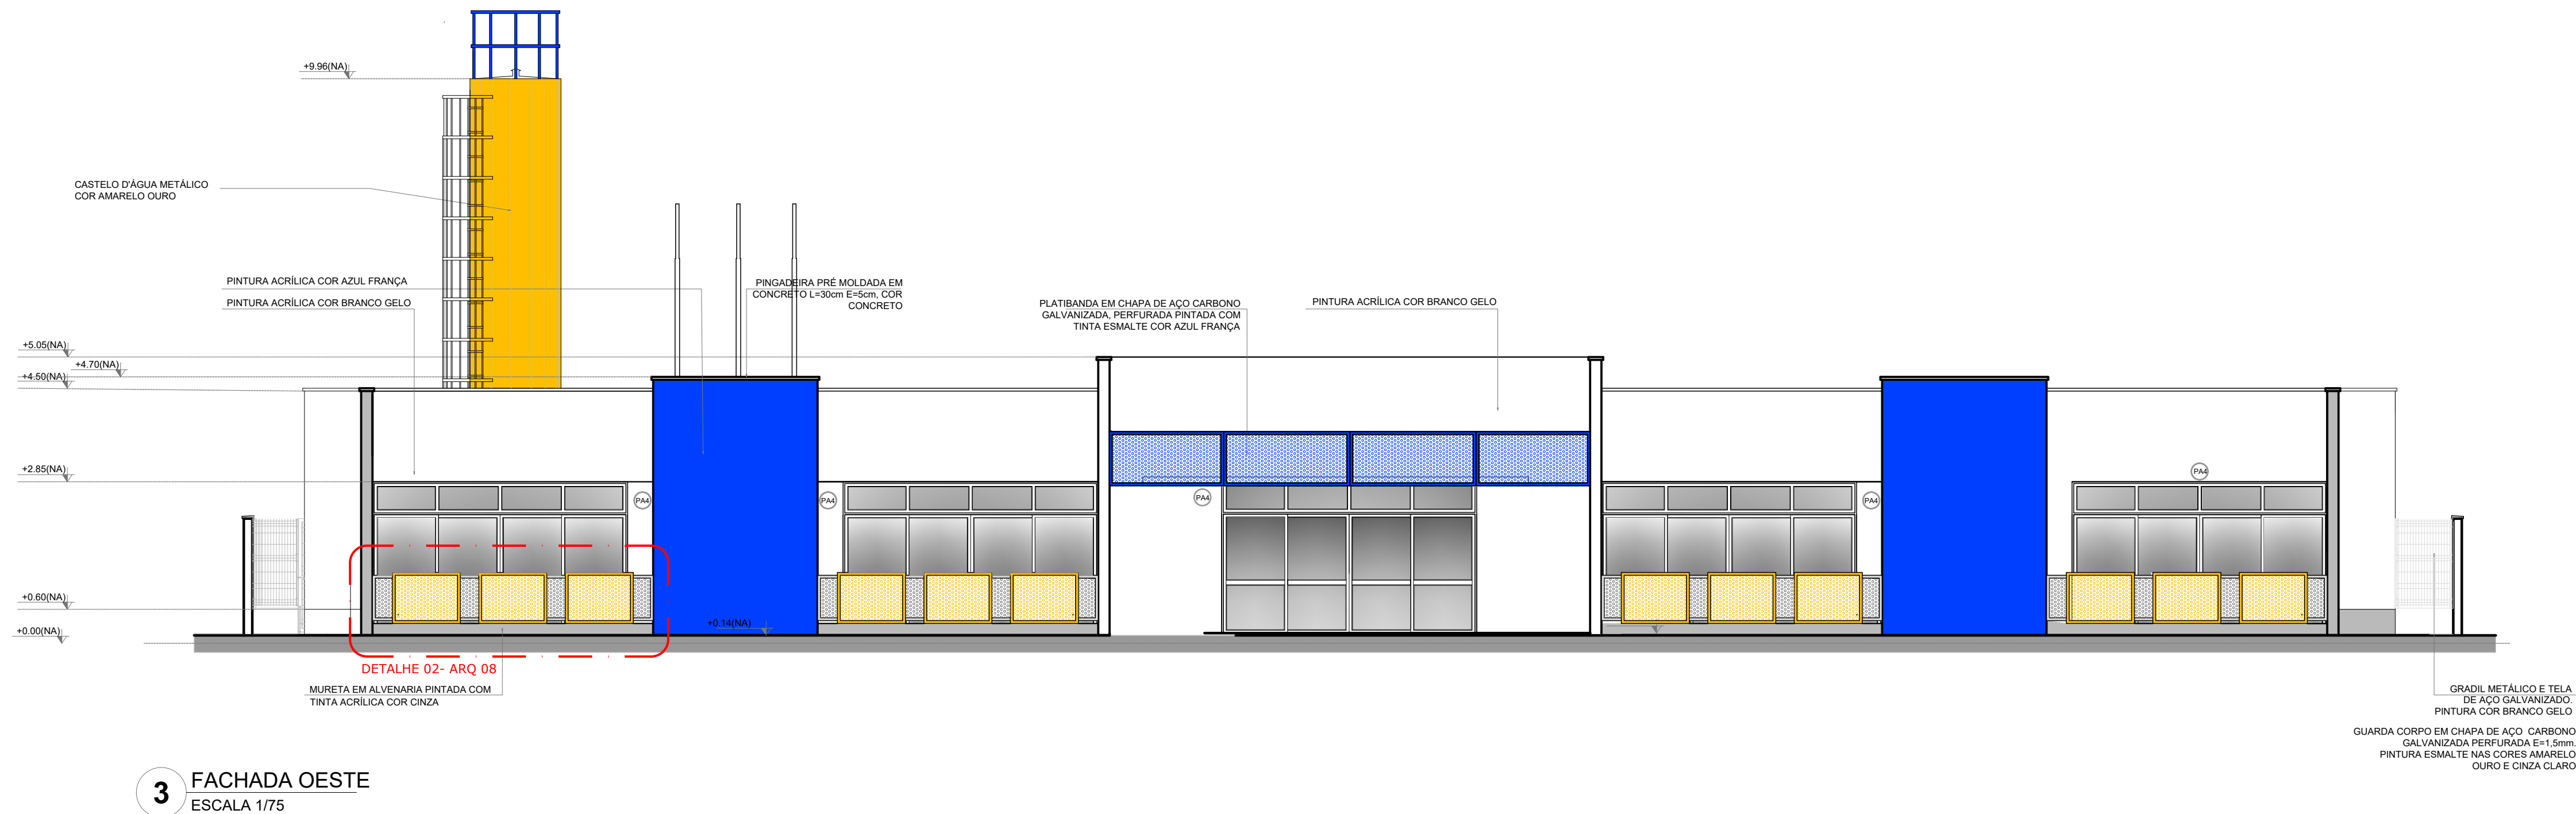 +9.96(NA)
CASTELO D'ÁGUA METÁLICO
COR AMARELO OURO
PINTURA ACRÍLICA COR AZUL FRANÇA
PINTURA ACRÍLICA COR BRANCO GELO
PINGADEIRA PRÉ MOLDADA EM
CONCRETO L=30cm E=5cm, COR
CONCRETO
PLATIBANDA EM CHAPA DE AÇO CARBONO
GALVANIZADA, PERFURADA PINTADA COM
TINTA ESMALTE COR AZUL FRANÇA
PINTURA ACRÍLICA COR BRANCO GELO
+5.05(NA)
+4.70(NA)
+4.50(NA)
+2.85(NA)
PA4
PA4
PA4
PA4
PA4
+0.60(NA)
+0.00(NA)
+0.14(NA)
DETALHE 02- ARQ 08
MURETA EM ALVENARIA PINTADA COM
TINTA ACRÍLICA COR CINZA
GRADIL METÁLICO E TELA
DE AÇO GALVANIZADO.
PINTURA COR BRANCO GELO
GUARDA CORPO EM CHAPA DE AÇO CARBONO
GALVANIZADA PERFURADA E=1,5mm.
PINTURA ESMALTE NAS CORES AMARELO
OURO E CINZA CLARO
3
FACHADA OESTE
ESCALA 1/75